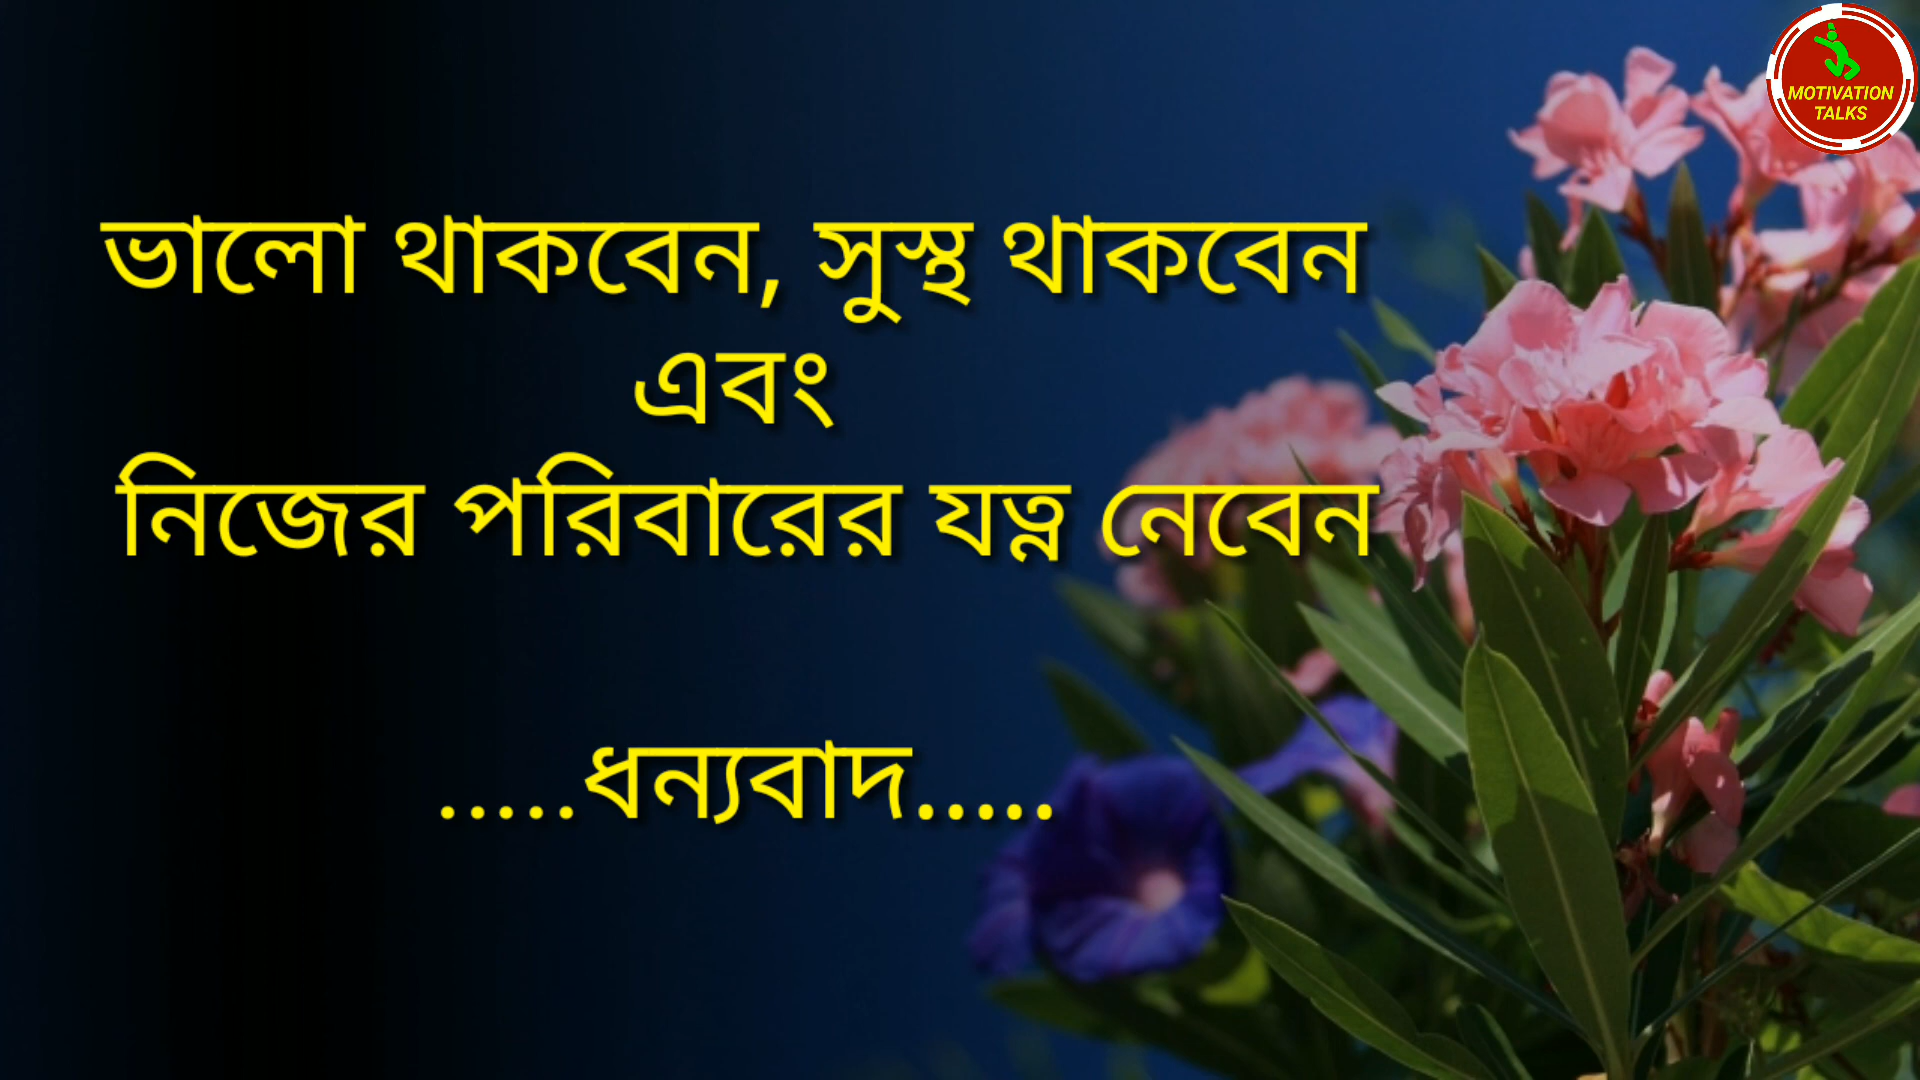 MOTIVATION
TALKS
ভালো থাকবেন, সুস্থ থাকবেন
এবং
নিজের পরিবারের যত্ন নেবেন
.....ধন্যবাদ.....